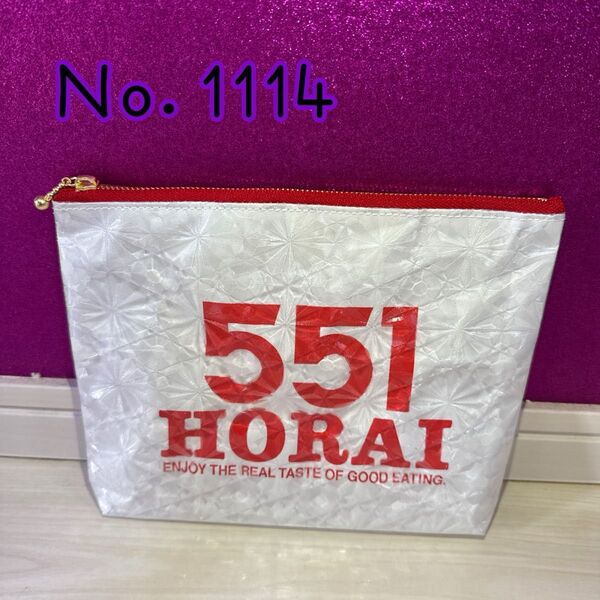 No. 1114
551
HORAI
ENJOY THE REAL TASTE OF GOOD EATING.